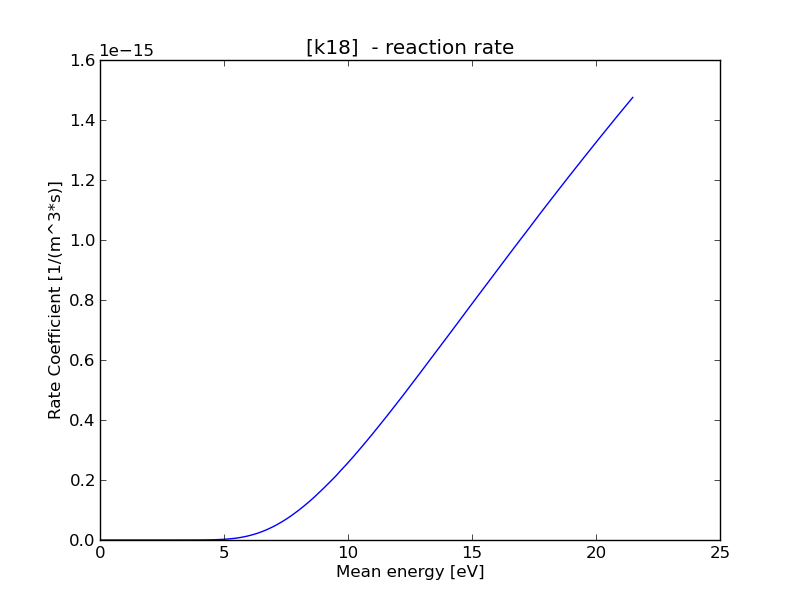 [k18]  - reaction rate
1e−15
1.6
1.4
1.2
1.0
0.8
0.6
0.4
0.2
0.0
Rate Coefficient [1/(m^3*s)]
0 5 10 15 20 25
Mean energy [eV]